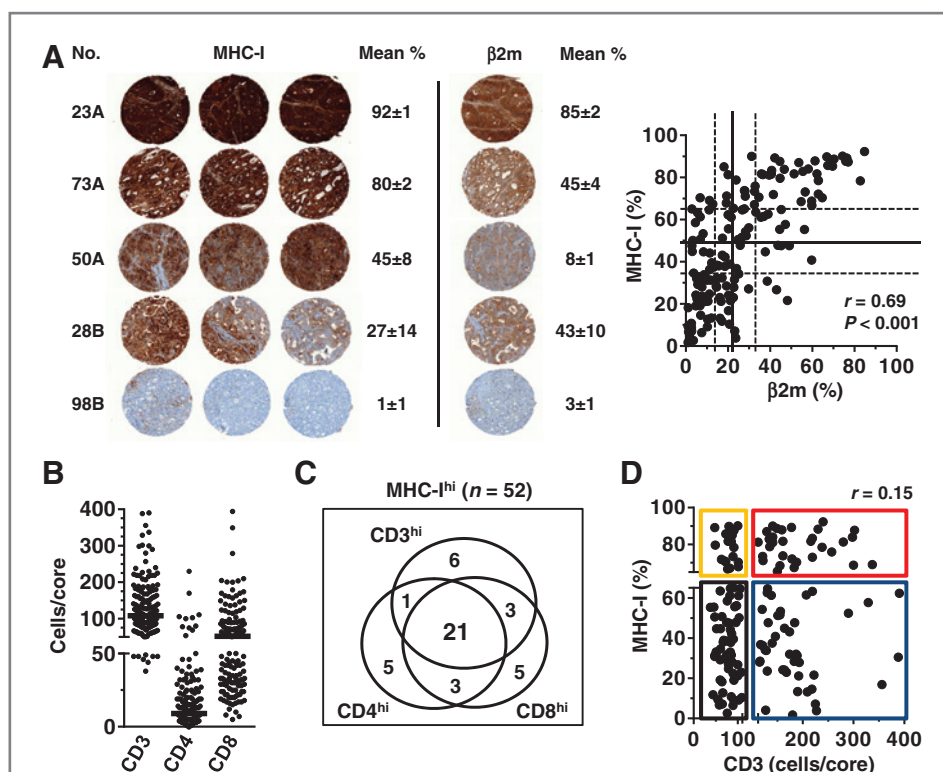 A
No. MHC-I Mean % β2m Mean %
23A 92±1 85±2
73A 80±2 45±4
50A 45±8 8±1
28B 27±14 43±10
98B 1±1 3±1
MHC-I (%)
100
80
60
40
20
0
0 20 40 60 80 100
β2m (%)
r = 0.69
P < 0.001
B
Cells/core
400
300
200
100
50
0
CD3 CD4 CD8
C
MHC-Ihi (n = 52)
CD3hi
6
1 3
21
5 3 5
CD4hi CD8hi
D
r = 0.15
MHC-I (%)
80
60
40
20
0
0 100 200 300 400
CD3 (cells/core)